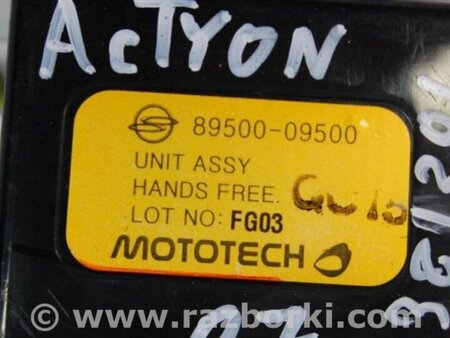 ACTYON
89500-09500
UNIT ASSY
HANDS FREE.
LOT NO: FG03
MOTOTECH
© www.razborki.com